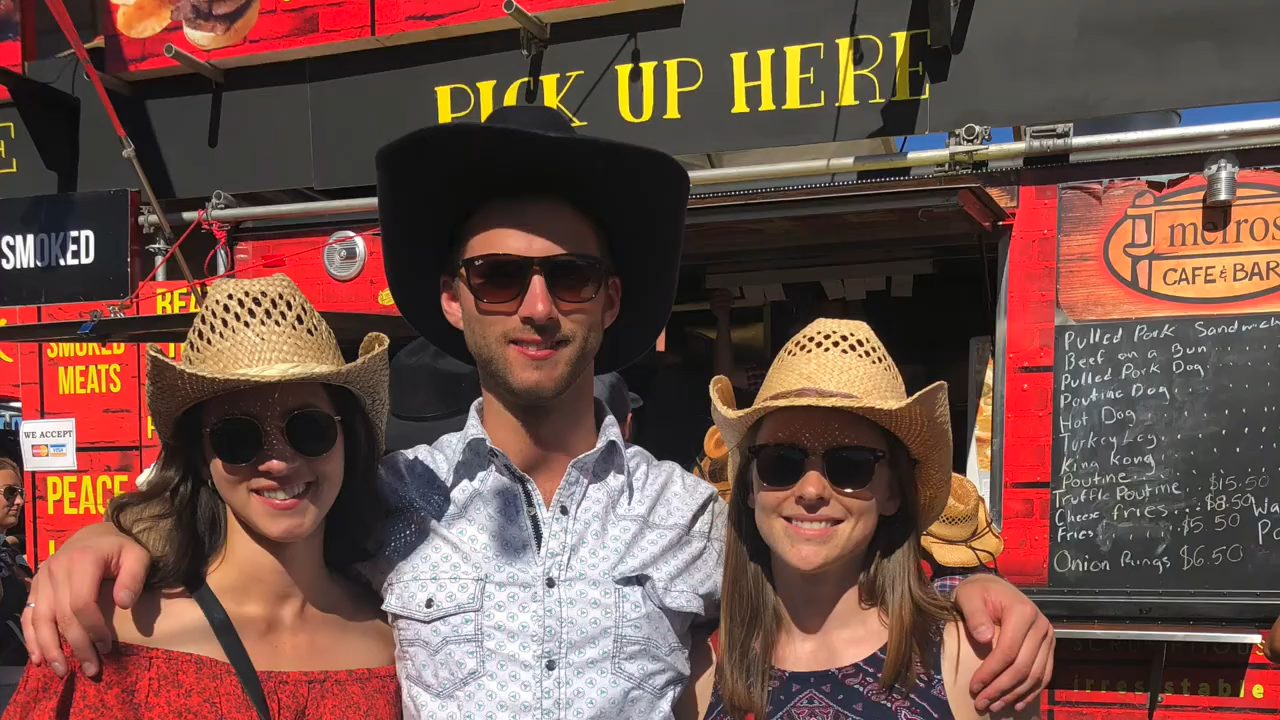 PICK UP HERE
SMOKED
SMOKED
MEATS
WE ACCEPT
VISA
PEACE
melros
CAFE & BAR
Pulled Pork Sandwich
Beef on a Bun
Pulled Pork Dog
Poutine Dog
Hot Dog
Turkey Leg
King Kong
Poutine
Truffle Poutine $15.50
Cheese fries $8.50
Fries $5.50
Onion Rings $6.50